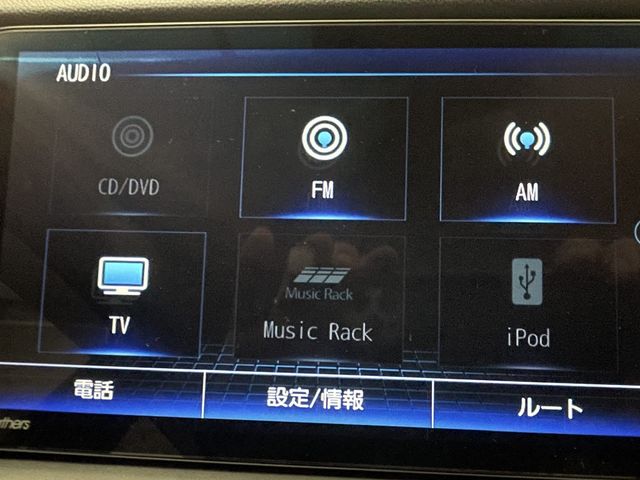 AUDIO
CD/DVD
FM
AM
TV
Music Rack
Music Rack
iPod
電話
設定/情報
ルート